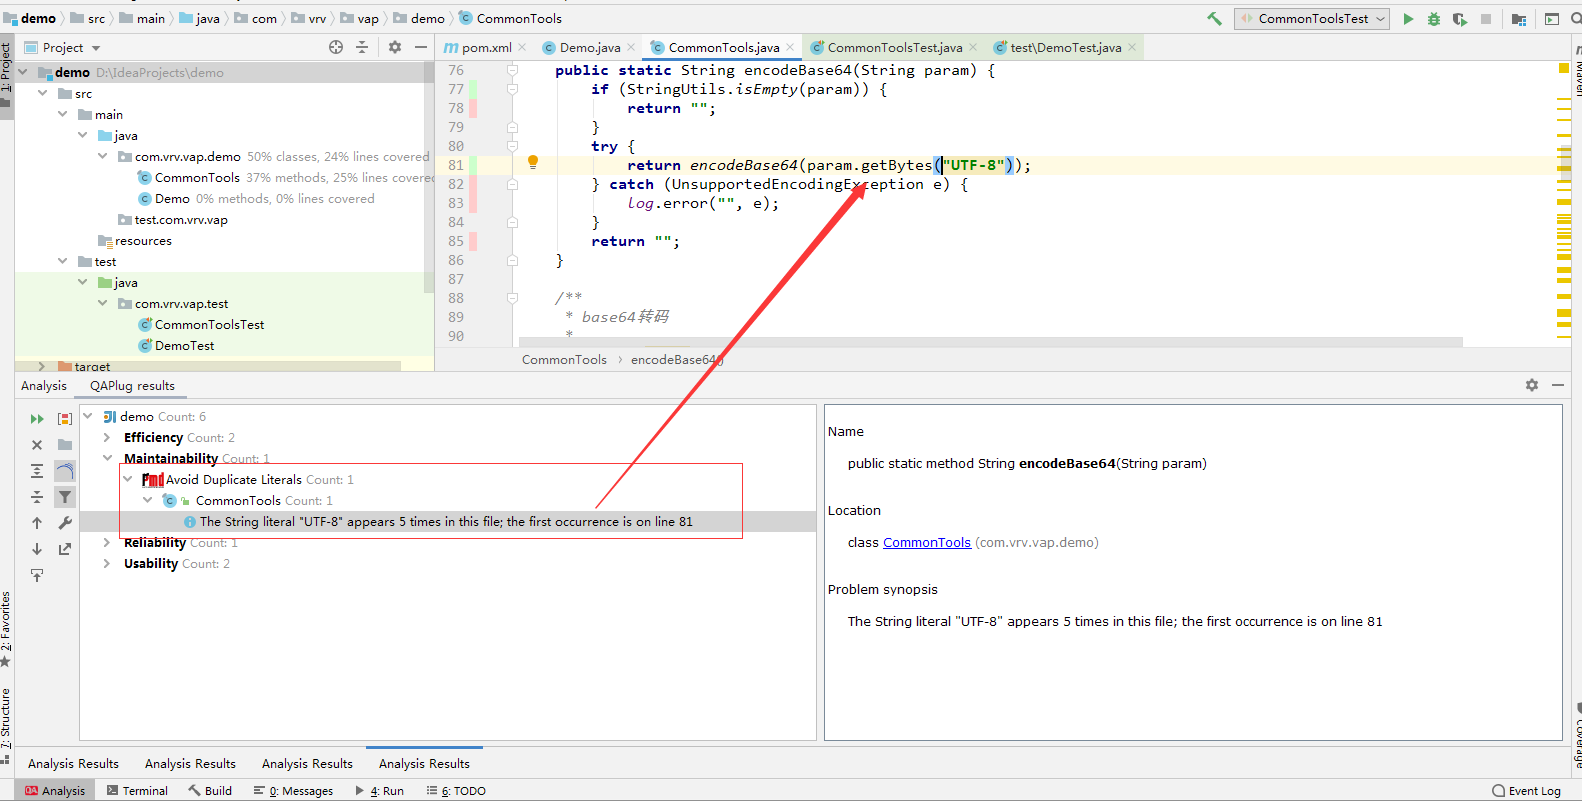 demo src main java com vrv vap demo CommonTools
CommonToolsTest
Project
pom.xml Demo.java CommonTools.java CommonToolsTest.java test\DemoTest.java
1: Project
Maven
demo D:\IdeaProjects\demo
src
main
java
com.vrv.vap.demo 50% classes, 24% lines covered
CommonTools 37% methods, 25% lines covered
Demo 0% methods, 0% lines covered
test.com.vrv.vap
resources
test
java
com.vrv.vap.test
CommonToolsTest
DemoTest
target
76 public static String encodeBase64(String param) {
77 if (StringUtils.isEmpty(param)) {
78 return "";
79 }
80 try {
81 return encodeBase64(param.getBytes("UTF-8"));
82 } catch (UnsupportedEncodingException e) {
83 log.error("", e);
84 }
85 return "";
86 }
87
88 /**
89 * base64转码
90 *
CommonTools encodeBase64()
Analysis QAPlug results
demo Count: 6
Efficiency Count: 2
Maintainability Count: 1
pmd Avoid Duplicate Literals Count: 1
CommonTools Count: 1
The String literal "UTF-8" appears 5 times in this file; the first occurrence is on line 81
Reliability Count: 1
Usability Count: 2
Name
public static method String encodeBase64(String param)
Location
class CommonTools (com.vrv.vap.demo)
Problem synopsis
The String literal "UTF-8" appears 5 times in this file; the first occurrence is on line 81
2: Favorites
7: Structure
Coverage
Analysis Results Analysis Results Analysis Results Analysis Results
QA Analysis Terminal Build 0: Messages 4: Run 6: TODO Event Log